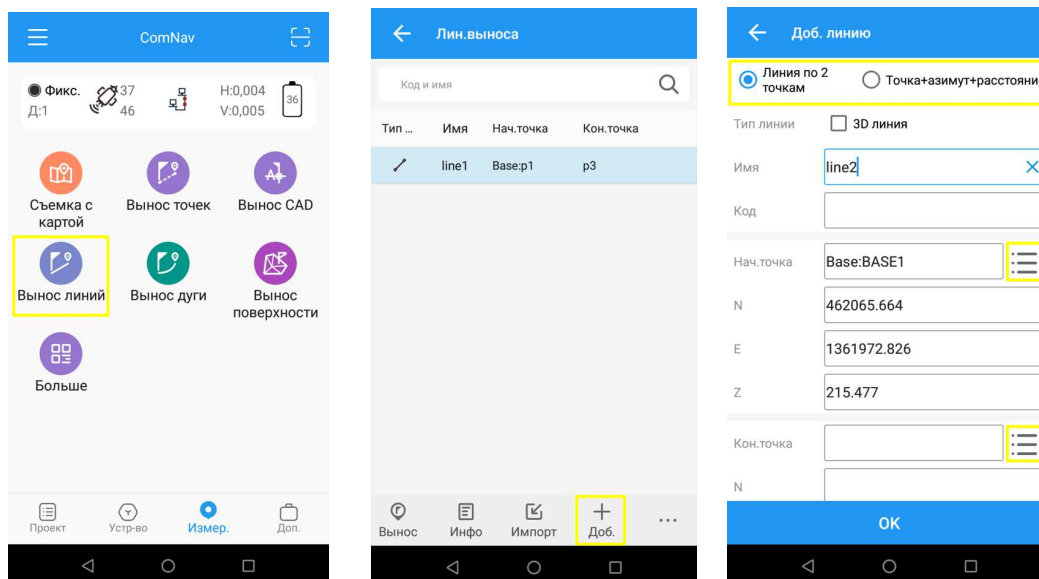 ComNav
Фикс.
Д:1
37
46
H:0,004
V:0,005
36
Съемка с
картой
Вынос точек
Вынос CAD
Вынос линий
Вынос дуги
Вынос
поверхности
Больше
Проект
Устр-во
Измер.
Доп.
Лин.выноса
Код и имя
Тип ...
Имя
Нач.точка
Кон.точка
line1
Base:p1
p3
Вынос
Инфо
Импорт
Доб.
Доб. линию
Линия по 2
точкам
Точка+азимут+расстояни
Тип линии
3D линия
Имя
line2
Код
Нач.точка
Base:BASE1
N
462065.664
E
1361972.826
Z
215.477
Кон.точка
N
OK